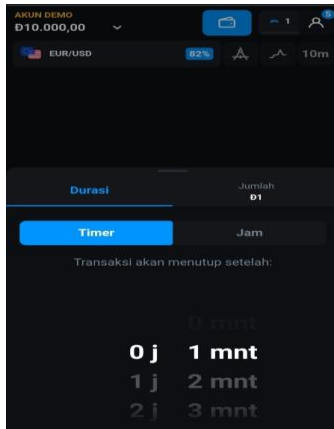 AKUN DEMO
Đ10.000,00
1
5
EUR/USD 82% 10m
Durasi
Jumlah
Đ1
Timer Jam
Transaksi akan menutup setelah:
0 mnt
0 j 1 mnt
1 j 2 mnt
2 j 3 mnt